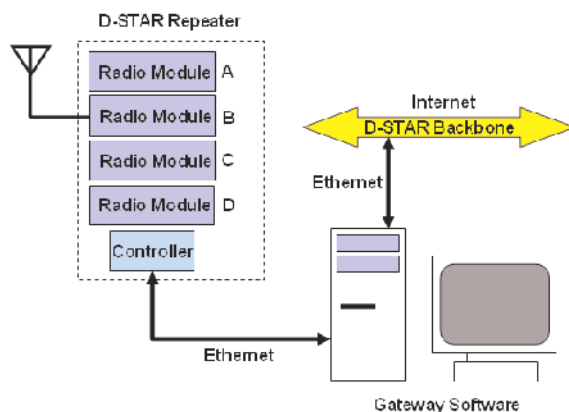 D-STAR Repeater
Radio Module A
Radio Module B
Radio Module C
Radio Module D
Controller
Ethernet
Internet
D-STAR Backbone
Ethernet
Gateway Software